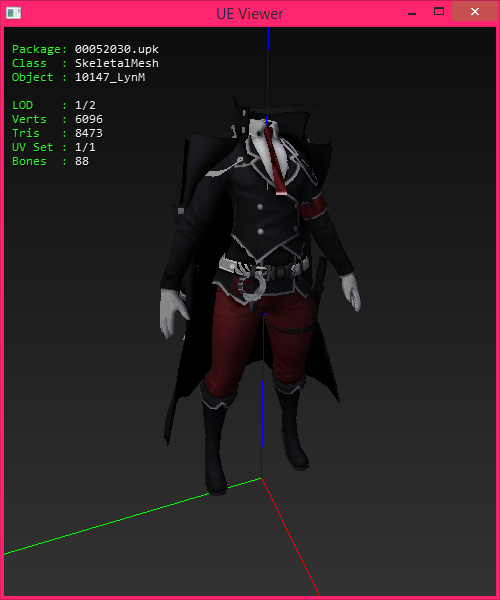 UE Viewer
Package: 00052030.upk
Class : SkeletalMesh
Object : 10147_LynM
LOD : 1/2
Verts : 6096
Tris : 8473
UV Set : 1/1
Bones : 88